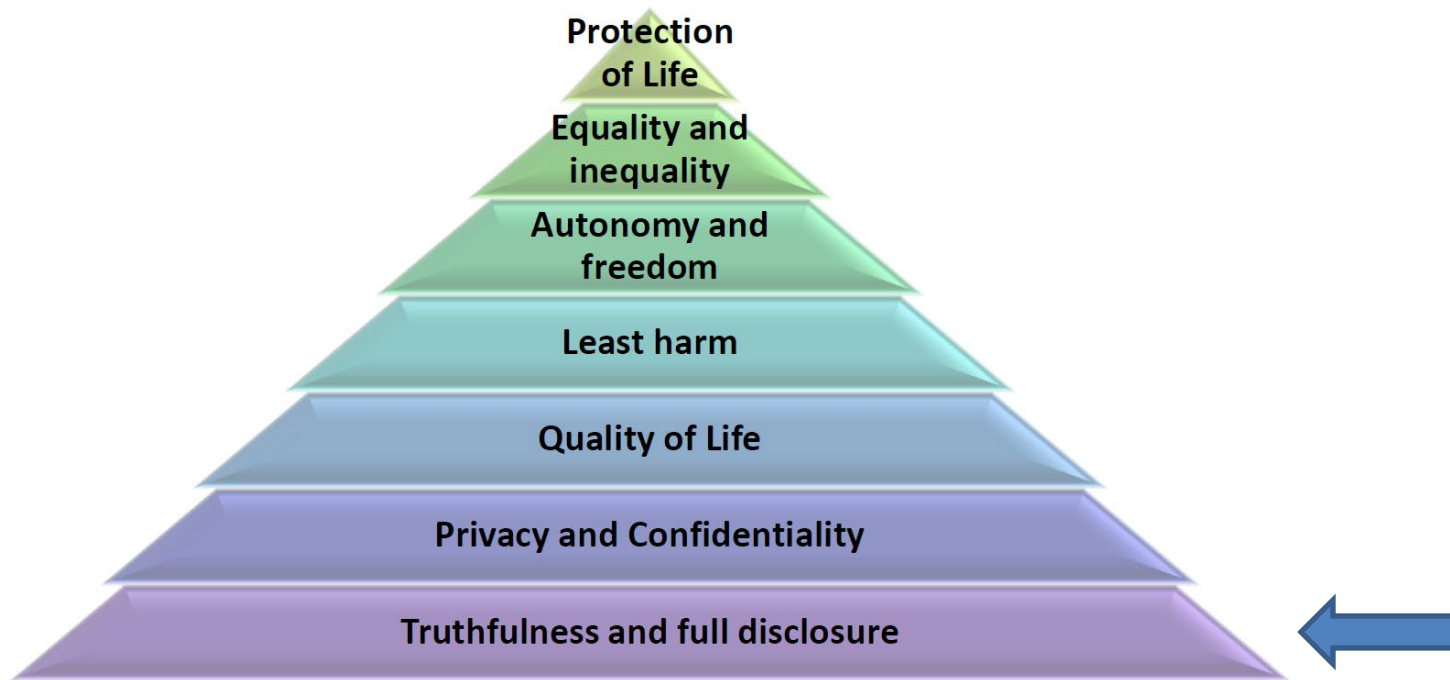 Protection
of Life
Equality and
inequality
Autonomy and
freedom
Least harm
Quality of Life
Privacy and Confidentiality
Truthfulness and full disclosure